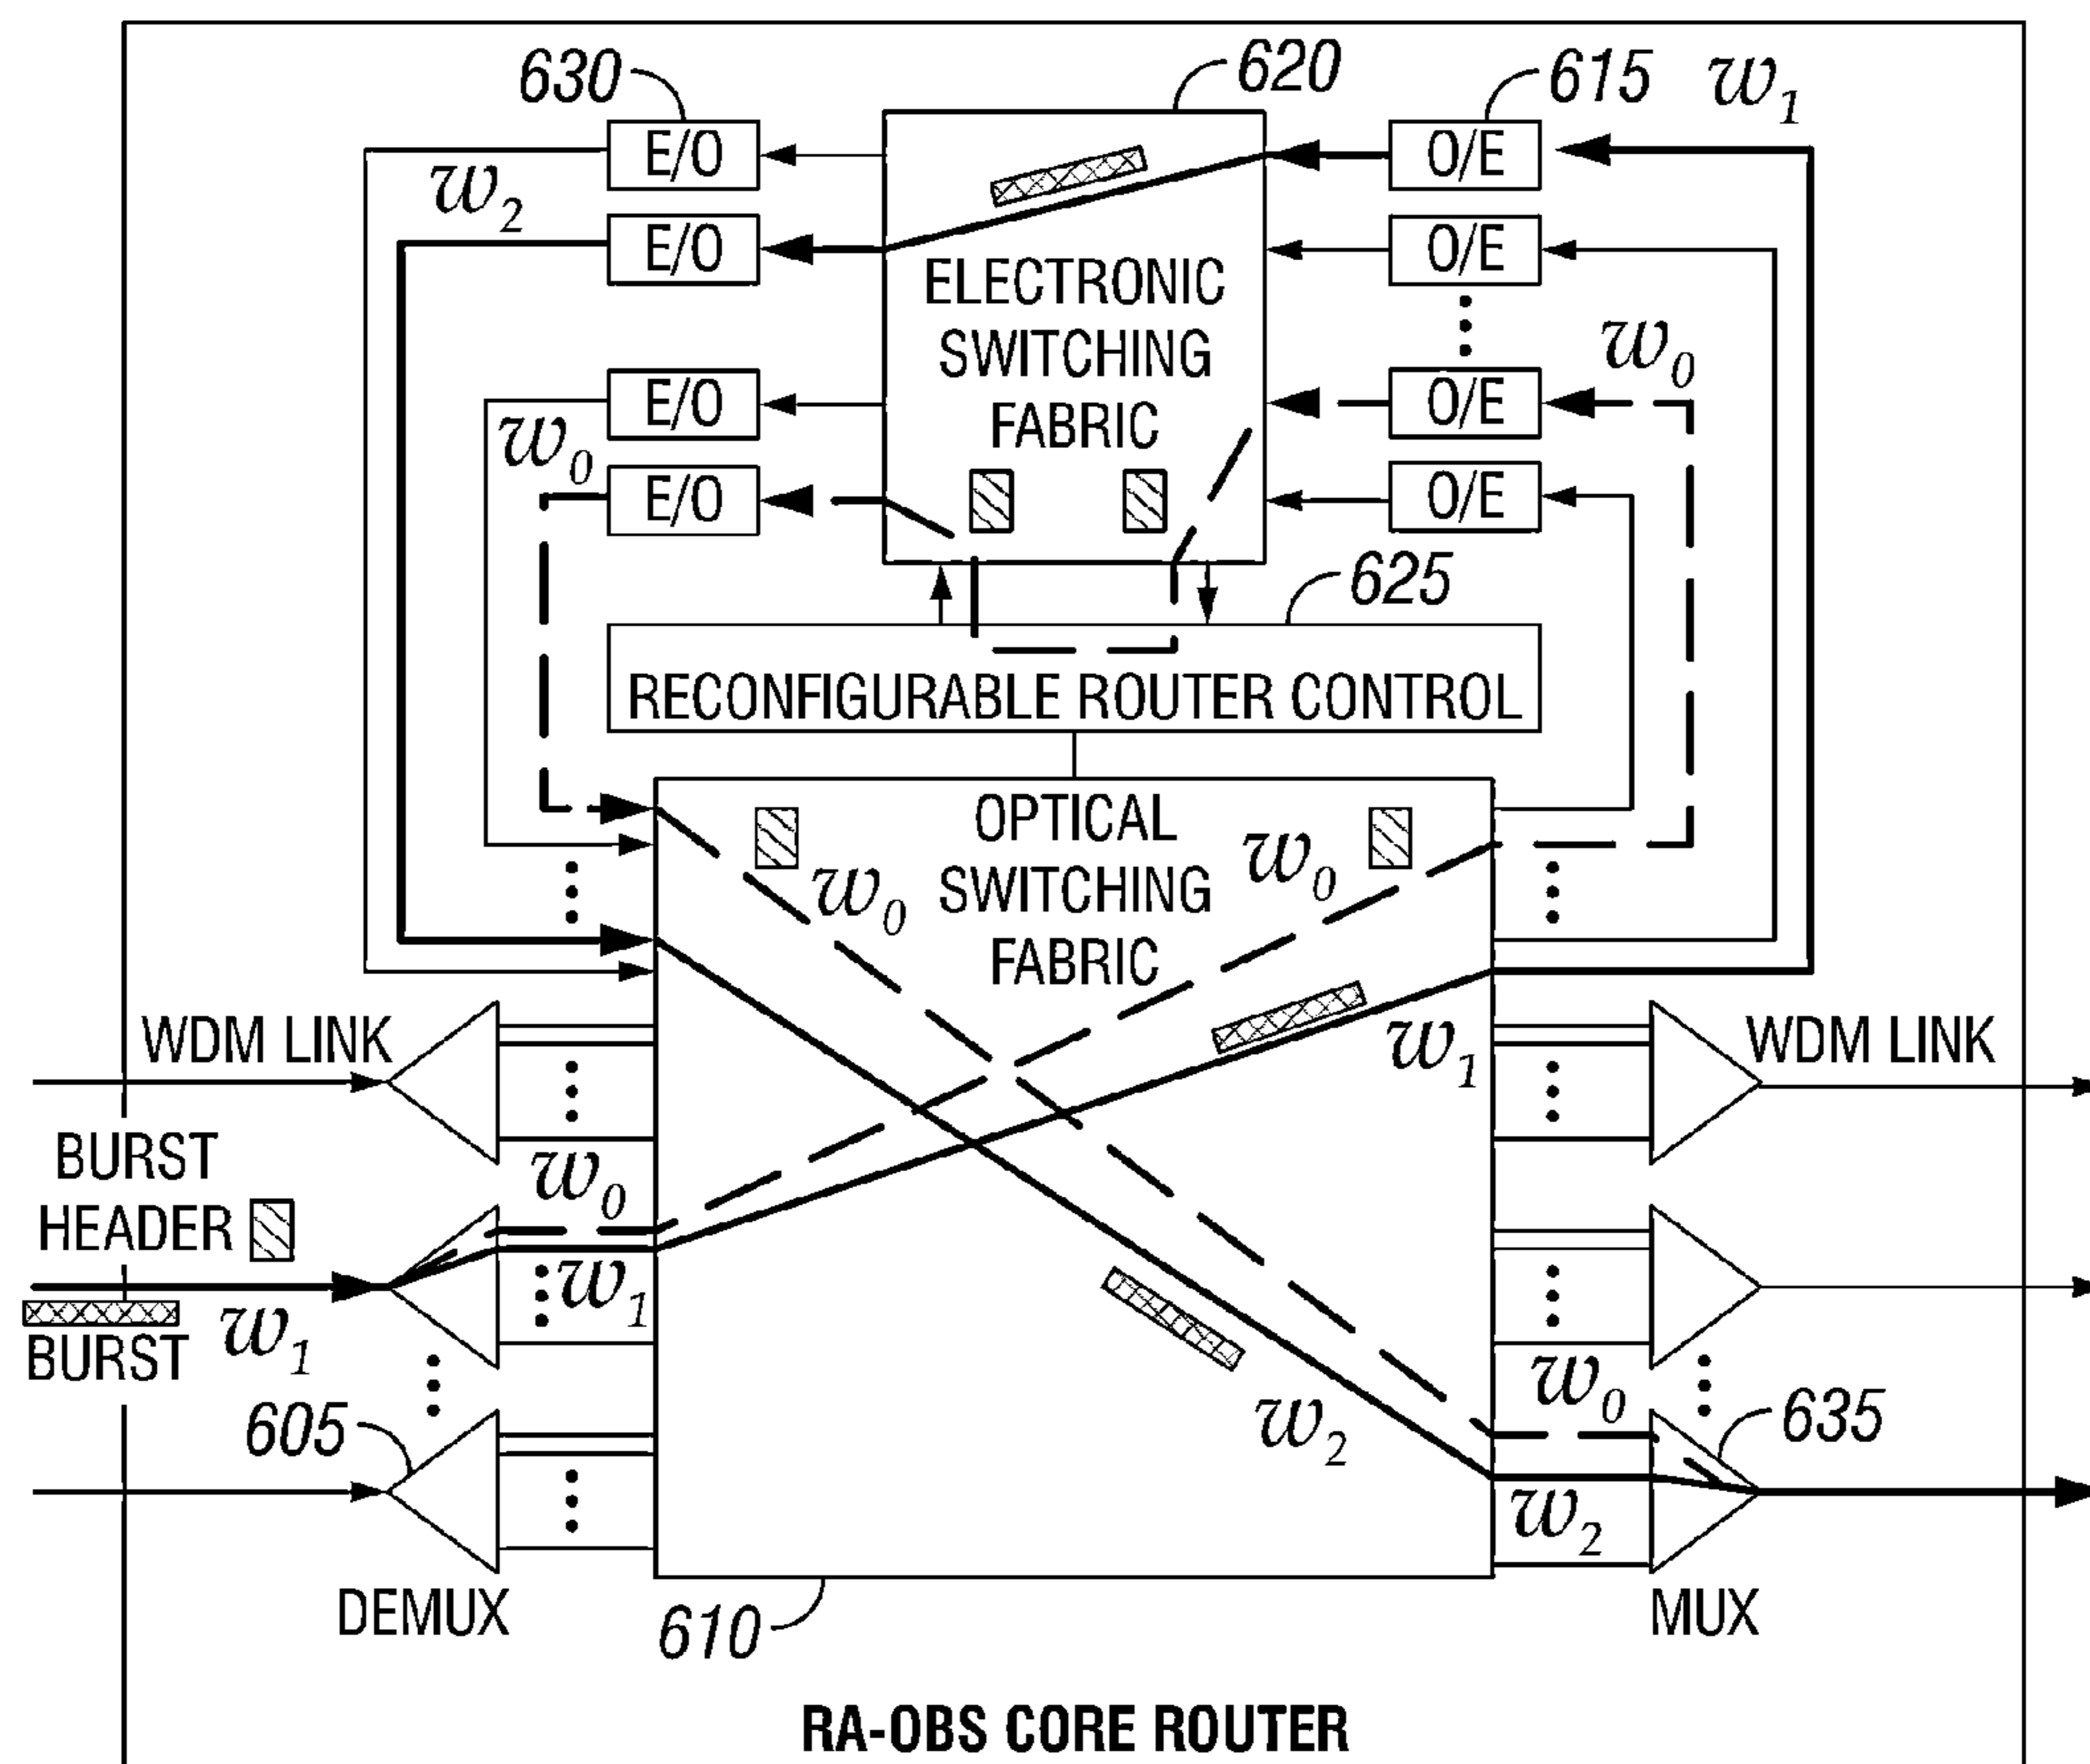 630
620
615
w1
E/O
O/E
w2
E/O
O/E
ELECTRONIC
SWITCHING
FABRIC
w0
E/O
O/E
w0
E/O
O/E
625
RECONFIGURABLE ROUTER CONTROL
OPTICAL
SWITCHING
FABRIC
w0
w0
WDM LINK
w1
WDM LINK
BURST
HEADER
w0
w1
BURST
w1
w0
605
w2
635
w2
DEMUX
610
MUX
RA-OBS CORE ROUTER